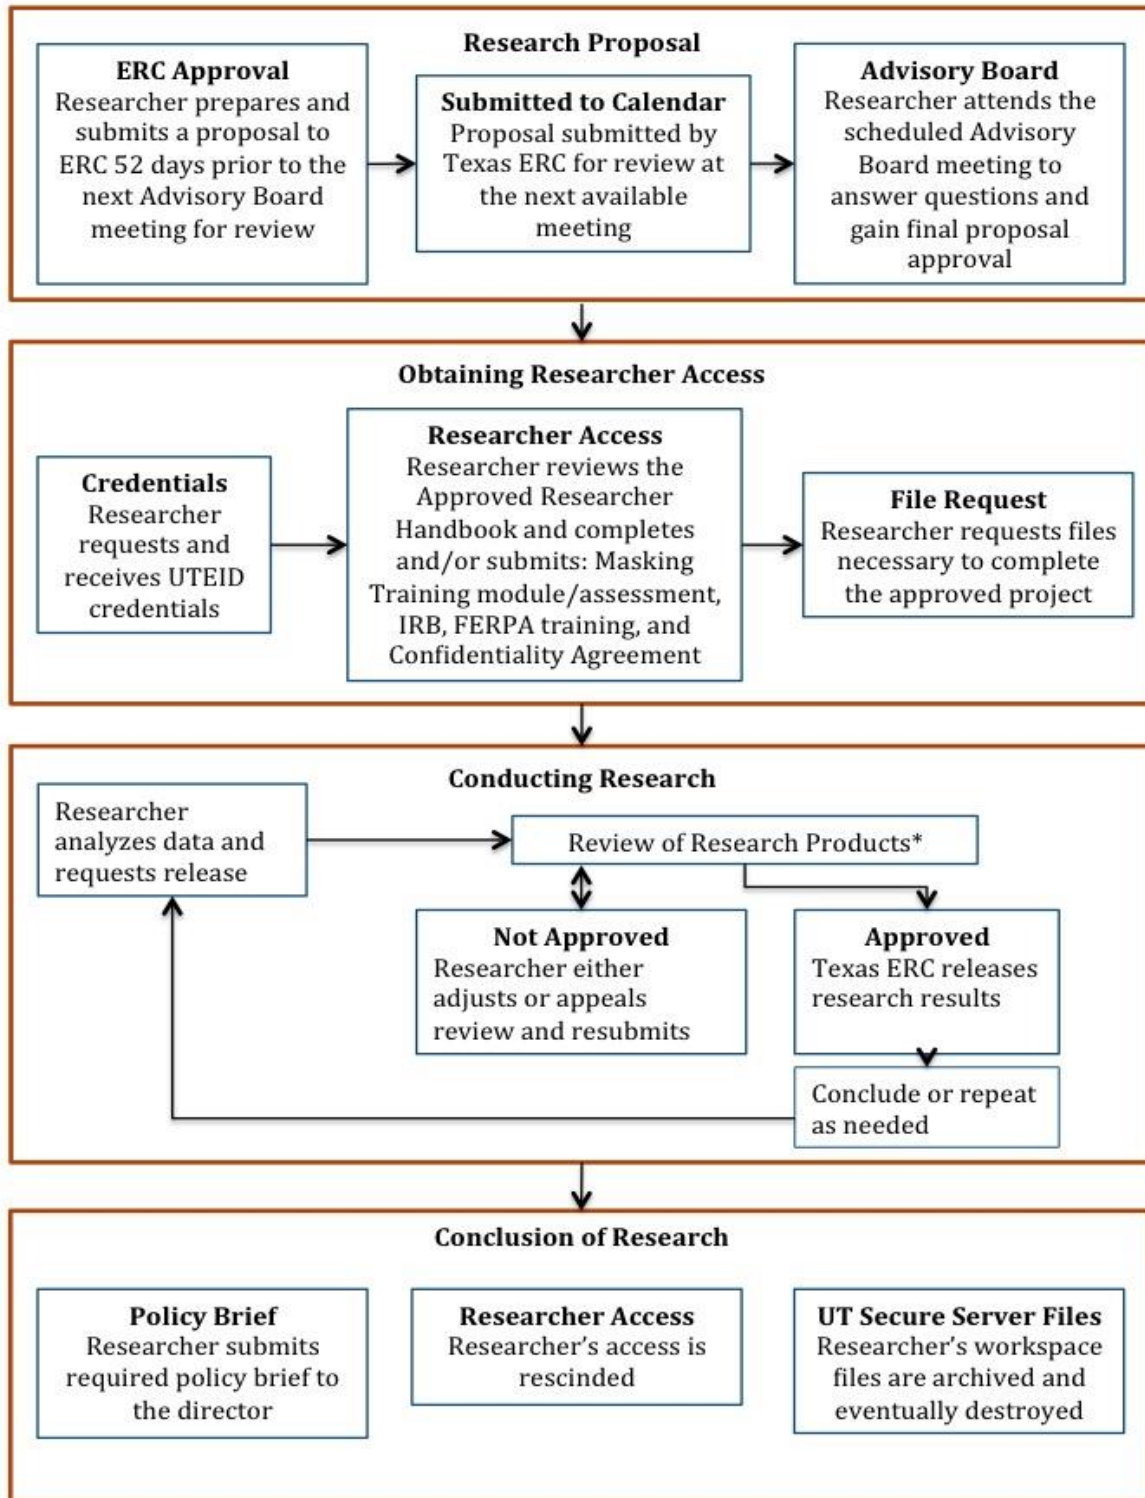 Research Proposal
ERC Approval
Researcher prepares and
submits a proposal to
ERC 52 days prior to the
next Advisory Board
meeting for review
Submitted to Calendar
Proposal submitted by
Texas ERC for review at
the next available
meeting
Advisory Board
Researcher attends the
scheduled Advisory
Board meeting to
answer questions and
gain final proposal
approval
Obtaining Researcher Access
Credentials
Researcher
requests and
receives UTEID
credentials
Researcher Access
Researcher reviews the
Approved Researcher
Handbook and completes
and/or submits: Masking
Training module/assessment,
IRB, FERPA training, and
Confidentiality Agreement
File Request
Researcher requests files
necessary to complete
the approved project
Conducting Research
Researcher
analyzes data and
requests release
Review of Research Products*
Not Approved
Researcher either
adjusts or appeals
review and resubmits
Approved
Texas ERC releases
research results
Conclude or repeat
as needed
Conclusion of Research
Policy Brief
Researcher submits
required policy brief to
the director
Researcher Access
Researcher’s access is
rescinded
UT Secure Server Files
Researcher’s workspace
files are archived and
eventually destroyed